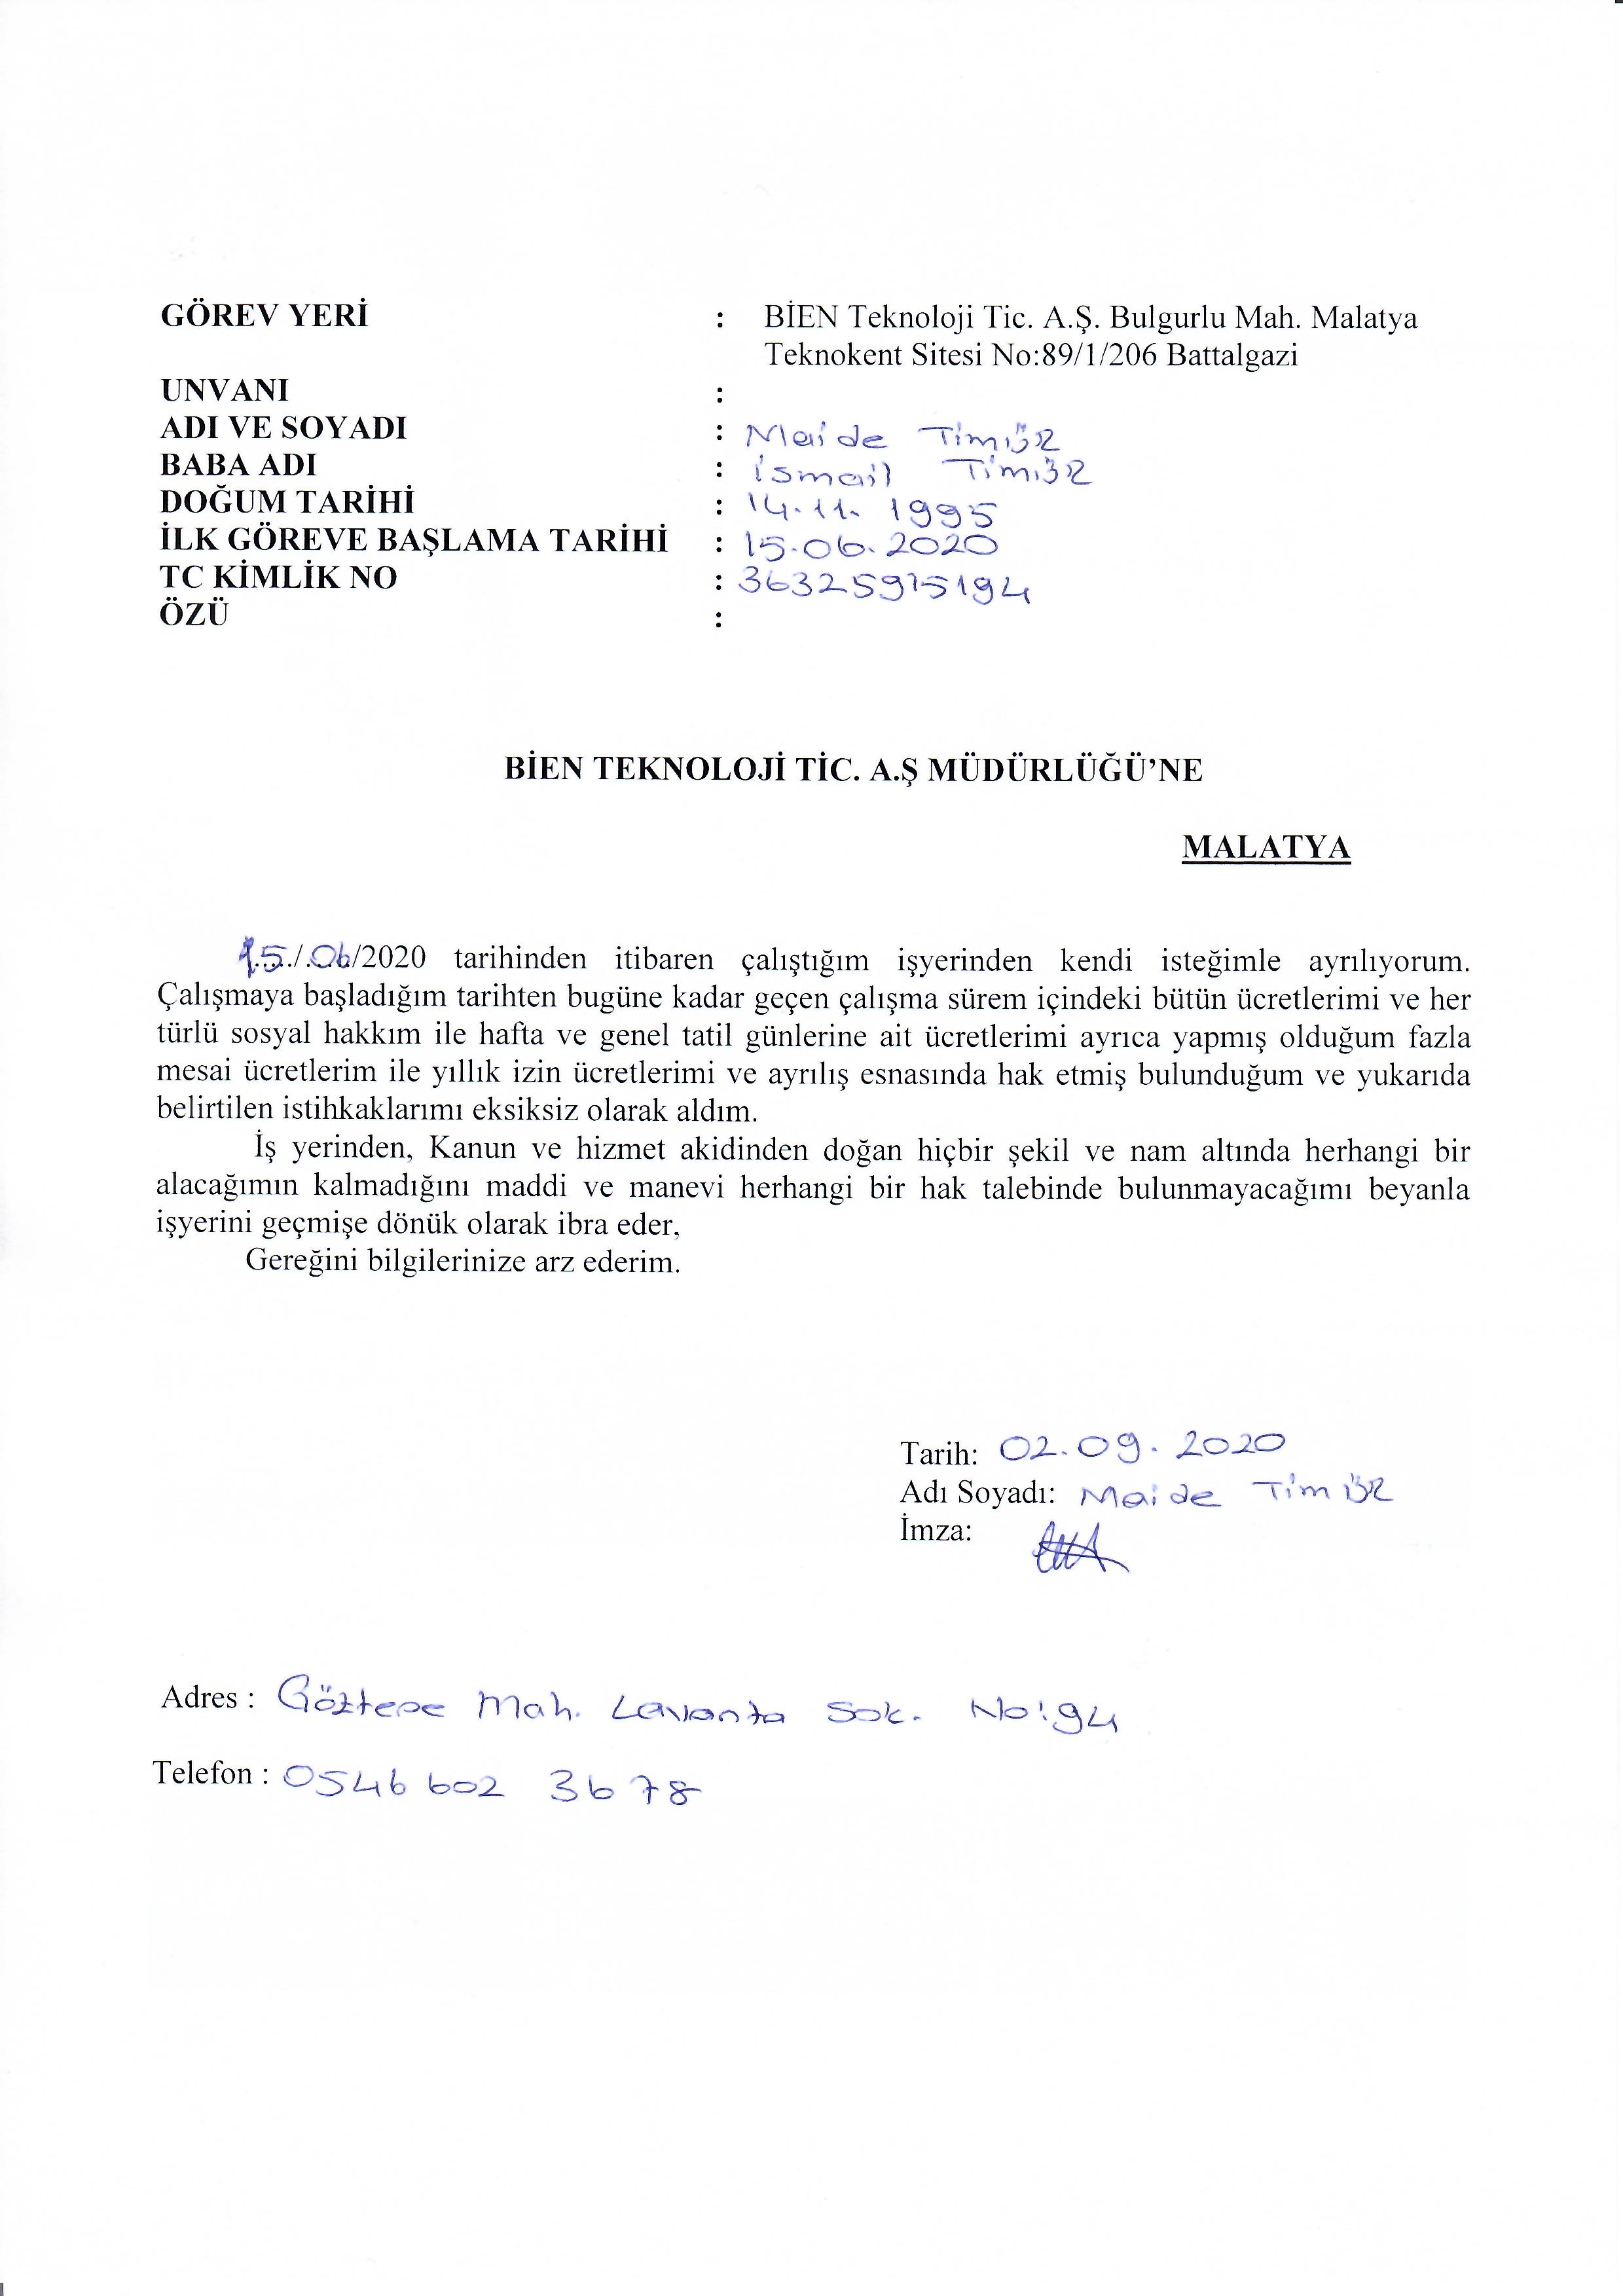 GÖREV YERİ : BİEN Teknoloji Tic. A.Ş. Bulgurlu Mah. Malatya
Teknokent Sitesi No:89/1/206 Battalgazi
UNVANI :
ADI VE SOYADI : Maide Timür
BABA ADI : İsmail Timür
DOĞUM TARİHİ : 14.11.1995
İLK GÖREVE BAŞLAMA TARİHİ : 15.06.2020
TC KİMLİK NO : 36325915194
ÖZÜ :
BİEN TEKNOLOJİ TİC. A.Ş MÜDÜRLÜĞÜ’NE
MALATYA
15./.06/2020 tarihinden itibaren çalıştığım işyerinden kendi isteğimle ayrılıyorum.
Çalışmaya başladığım tarihten bugüne kadar geçen çalışma sürem içindeki bütün ücretlerimi ve her
türlü sosyal hakkım ile hafta ve genel tatil günlerine ait ücretlerimi ayrıca yapmış olduğum fazla
mesai ücretlerim ile yıllık izin ücretlerimi ve ayrılış esnasında hak etmiş bulunduğum ve yukarıda
belirtilen istihkaklarımı eksiksiz olarak aldım.
İş yerinden, Kanun ve hizmet akidinden doğan hiçbir şekil ve nam altında herhangi bir
alacağımın kalmadığını maddi ve manevi herhangi bir hak talebinde bulunmayacağımı beyanla
işyerini geçmişe dönük olarak ibra eder,
Gereğini bilgilerinize arz ederim.
Tarih: 02.09.2020
Adı Soyadı: Maide Timür
İmza:
Adres : Göztepe Mah. Lavanta Sok. No:94
Telefon : 0546 602 3678